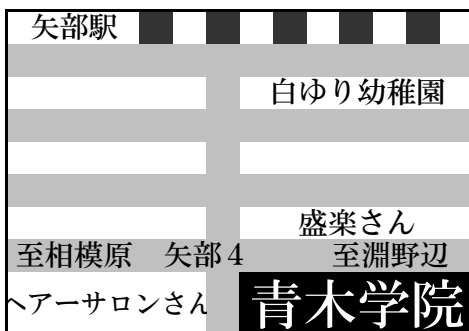 矢部駅
白ゆり幼稚園
盛楽さん
至相模原 矢部4 至淵野辺
ヘアーサロンさん
青木学院